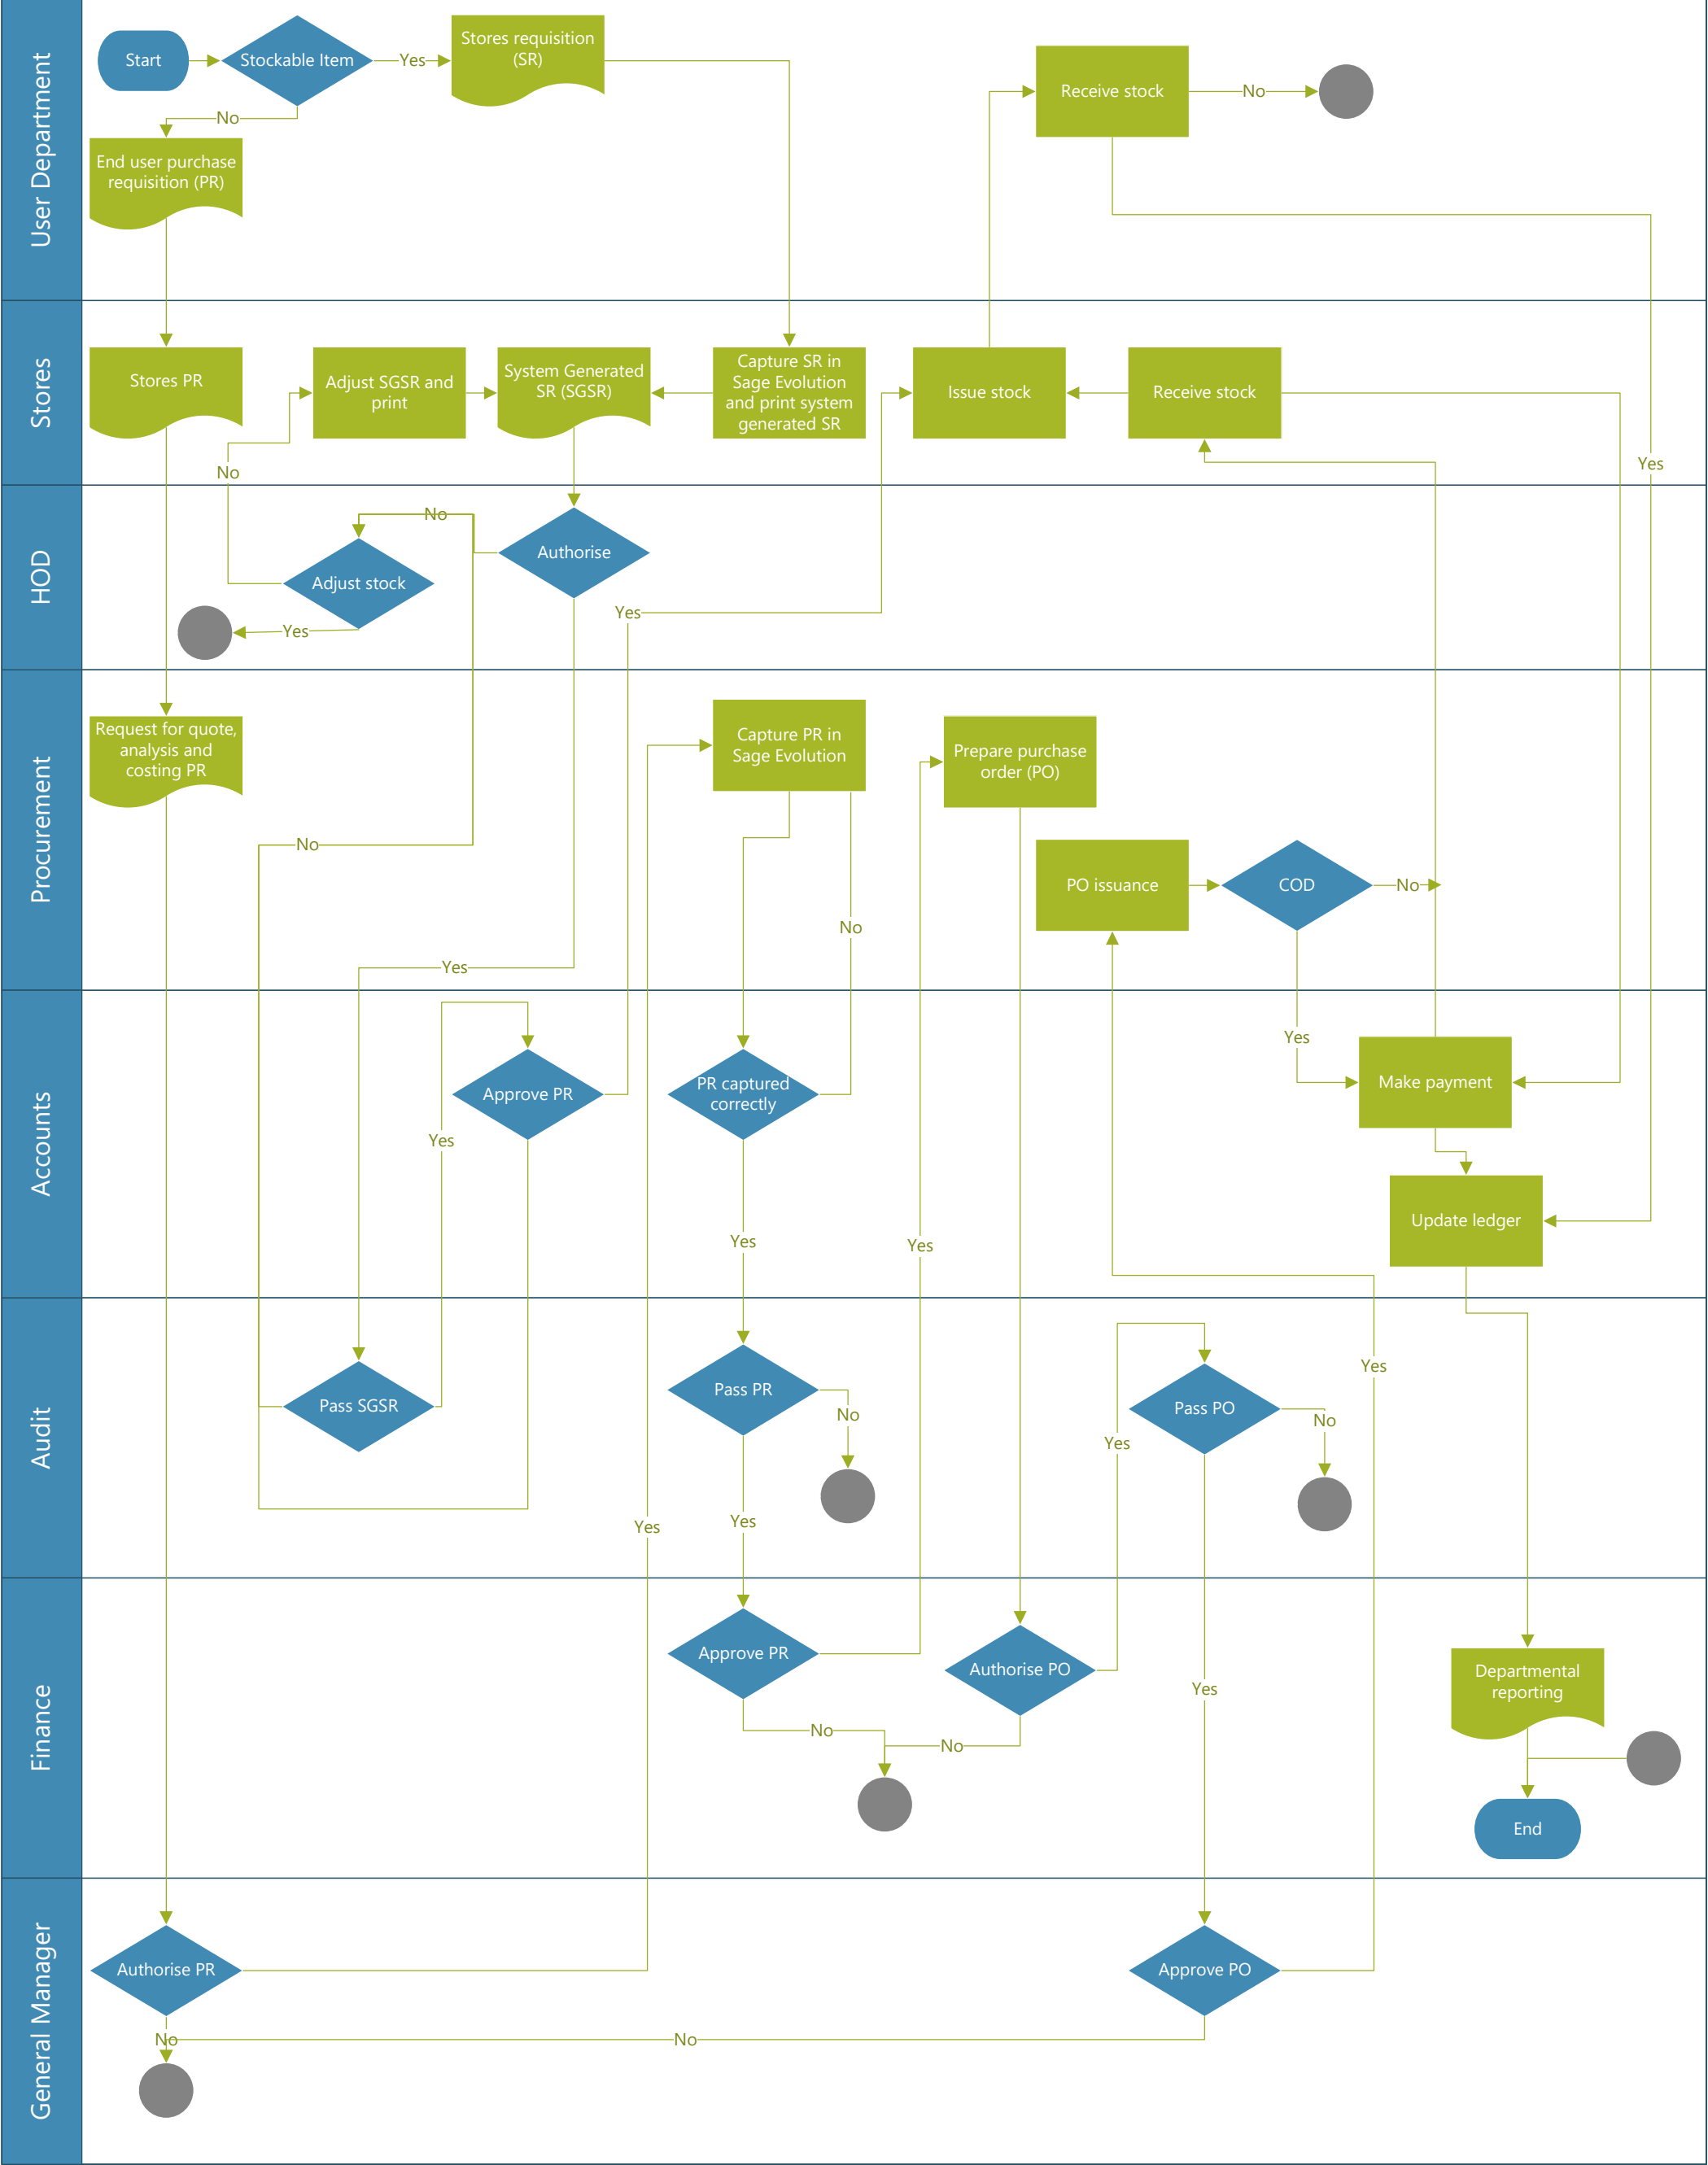 User Department
Start
Stockable Item
Yes
Stores requisition
(SR)
Receive stock
No
No
End user purchase
requisition (PR)
Stores
Stores PR
Adjust SGSR and
print
System Generated
SR (SGSR)
Capture SR in
Sage Evolution
and print system
generated SR
Issue stock
Receive stock
No
Yes
HOD
No
Authorise
Adjust stock
Yes
Yes
Procurement
Request for quote,
analysis and
costing PR
Capture PR in
Sage Evolution
Prepare purchase
order (PO)
No
PO issuance
COD
No
No
Yes
Accounts
Yes
Approve PR
PR captured
correctly
Make payment
Yes
Yes
Yes
Update ledger
Audit
Pass SGSR
Pass PR
No
Pass PO
No
Yes
Yes
Yes
Yes
Finance
Approve PR
Authorise PO
Yes
Departmental
reporting
No
No
End
General Manager
Authorise PR
Approve PO
No
No